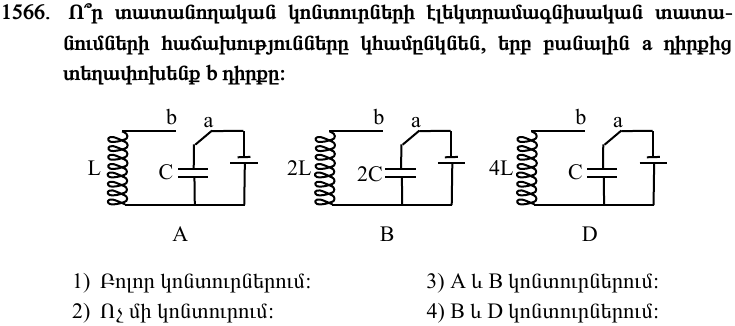 1566. Ո՞ր տատանողական կոնտուրների էլեկտրամագնիսական տատա-
նումների հաճախությունները կհամընկնեն, երբ բանալին a դիրքից
տեղափոխենք b դիրքը:
b a b a b a
L C 2L 2C 4L C
A B D
1) Բոլոր կոնտուրներում: 3) A և B կոնտուրներում:
2) Ոչ մի կոնտուրում: 4) B և D կոնտուրներում: